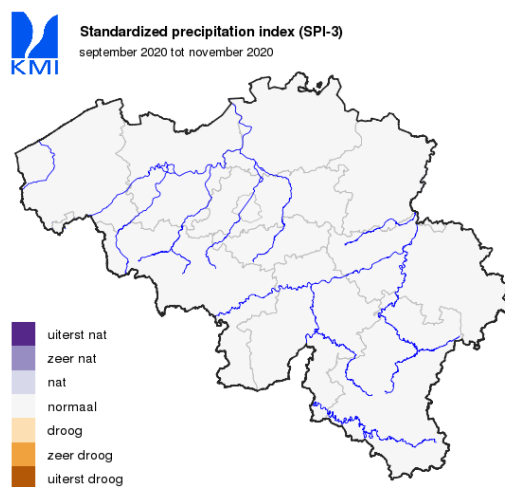 Standardized precipitation index (SPI-3)
september 2020 tot november 2020
KMI
uiterst nat
zeer nat
nat
normaal
droog
zeer droog
uiterst droog